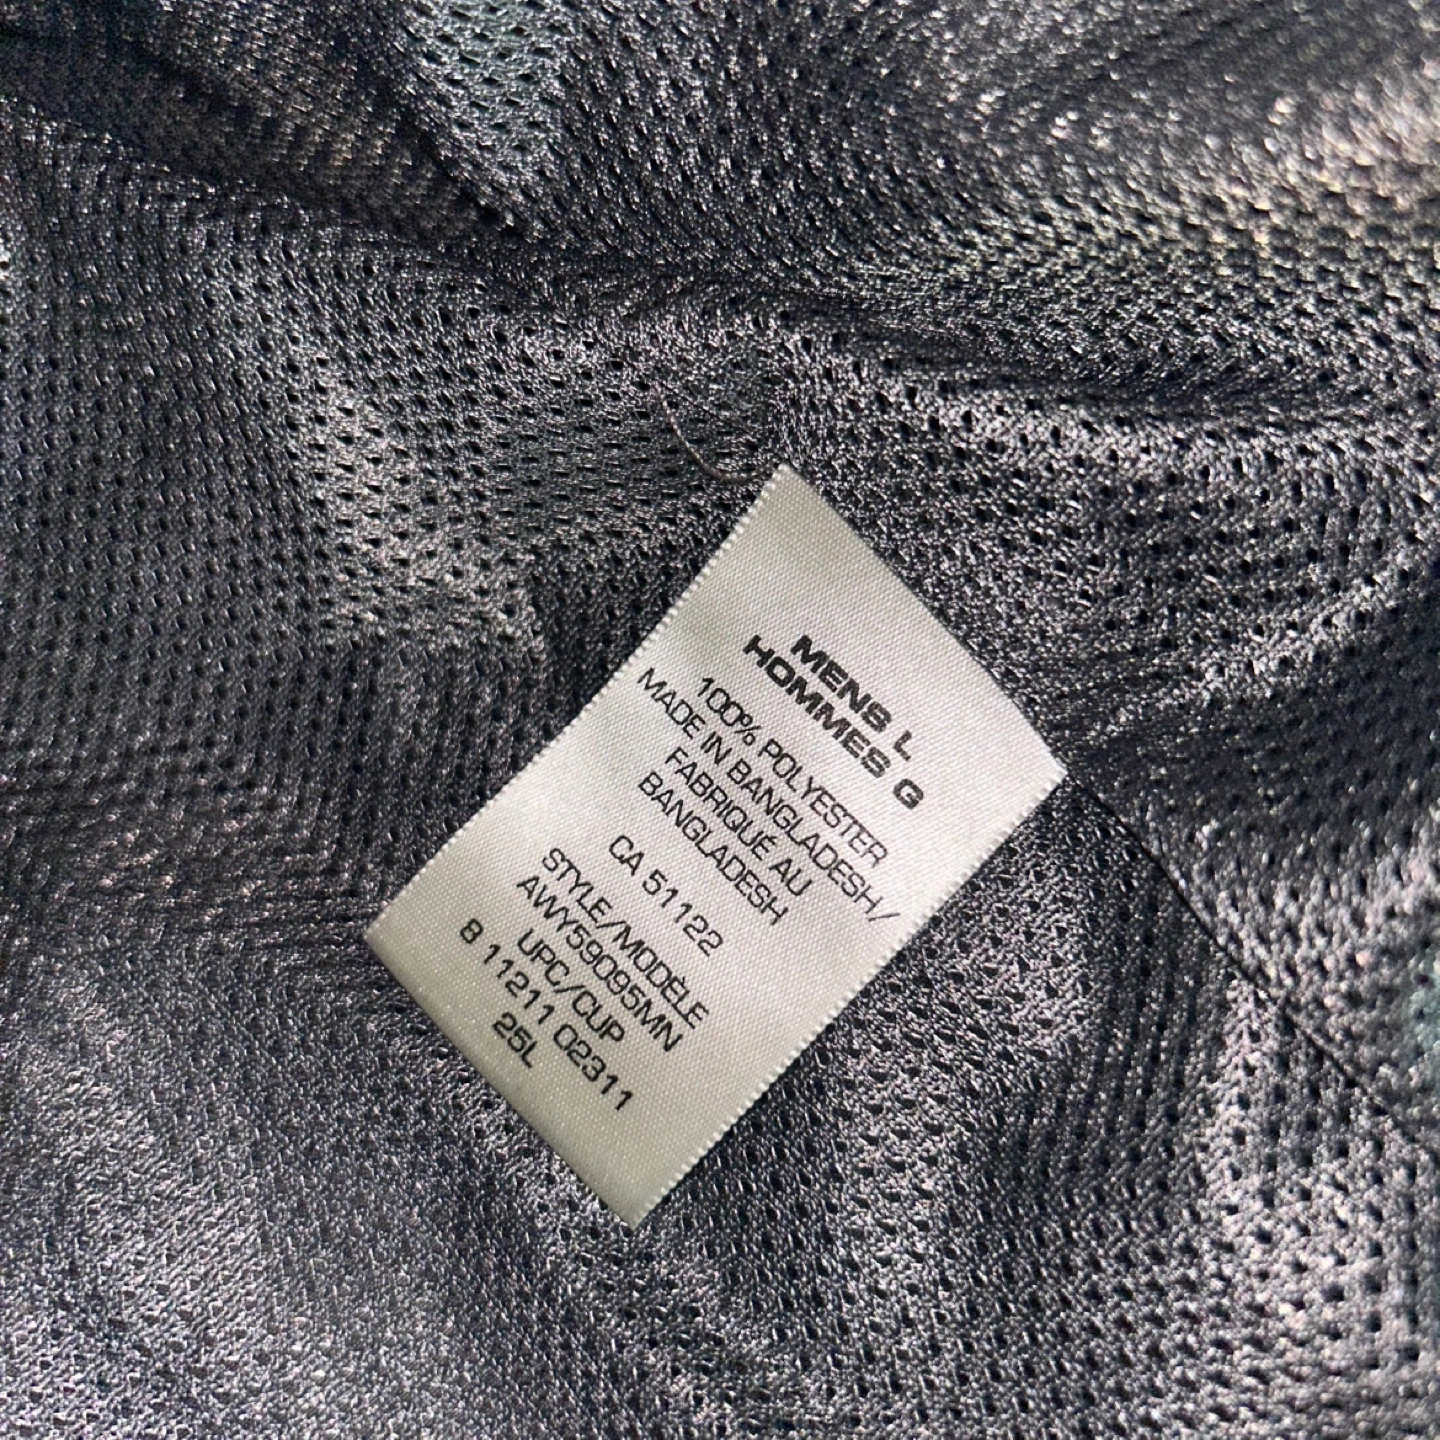 MENS L
HOMMES G
100% POLYESTER
MADE IN BANGLADESH/
FABRIQUÉ AU
BANGLADESH
CA 51122
STYLE/MODÈLE
AWY59095MN
UPC/CUP
8 11211 02311
25L